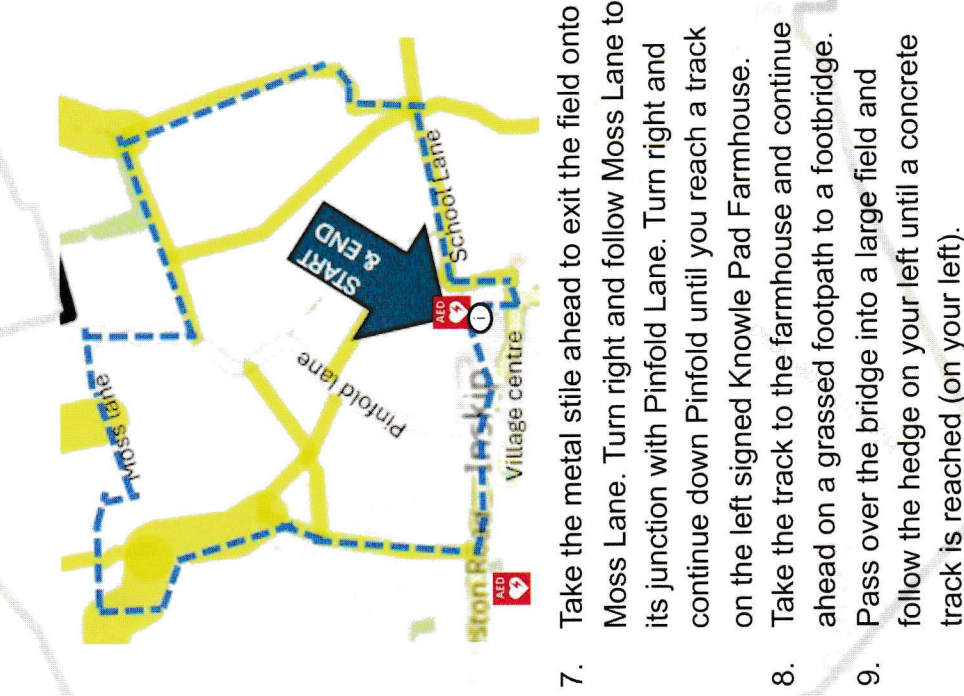 START
& END
AED
i
School Lane
Moss Lane
Pinfold lane
Inskip
Village centre
AED
7. Take the metal stile ahead to exit the field onto
Moss Lane. Turn right and follow Moss Lane to
its junction with Pinfold Lane. Turn right and
continue down Pinfold until you reach a track
on the left signed Knowle Pad Farmhouse.
8. Take the track to the farmhouse and continue
ahead on a grassed footpath to a footbridge.
9. Pass over the bridge into a large field and
follow the hedge on your left until a concrete
track is reached (on your left).